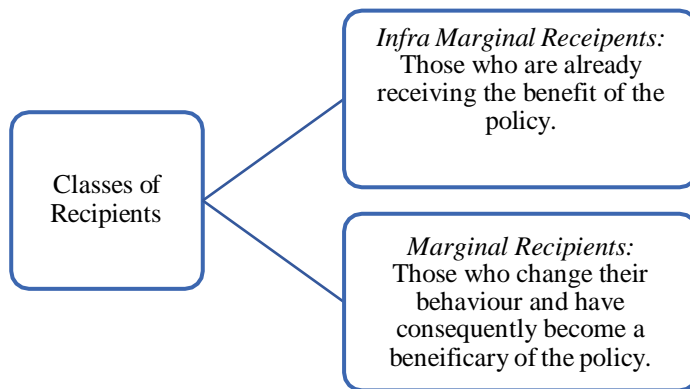 Classes of
Recipients
Infra Marginal Receipents:
Those who are already
receiving the benefit of the
policy.
Marginal Recipients:
Those who change their
behaviour and have
consequently become a
beneificary of the policy.